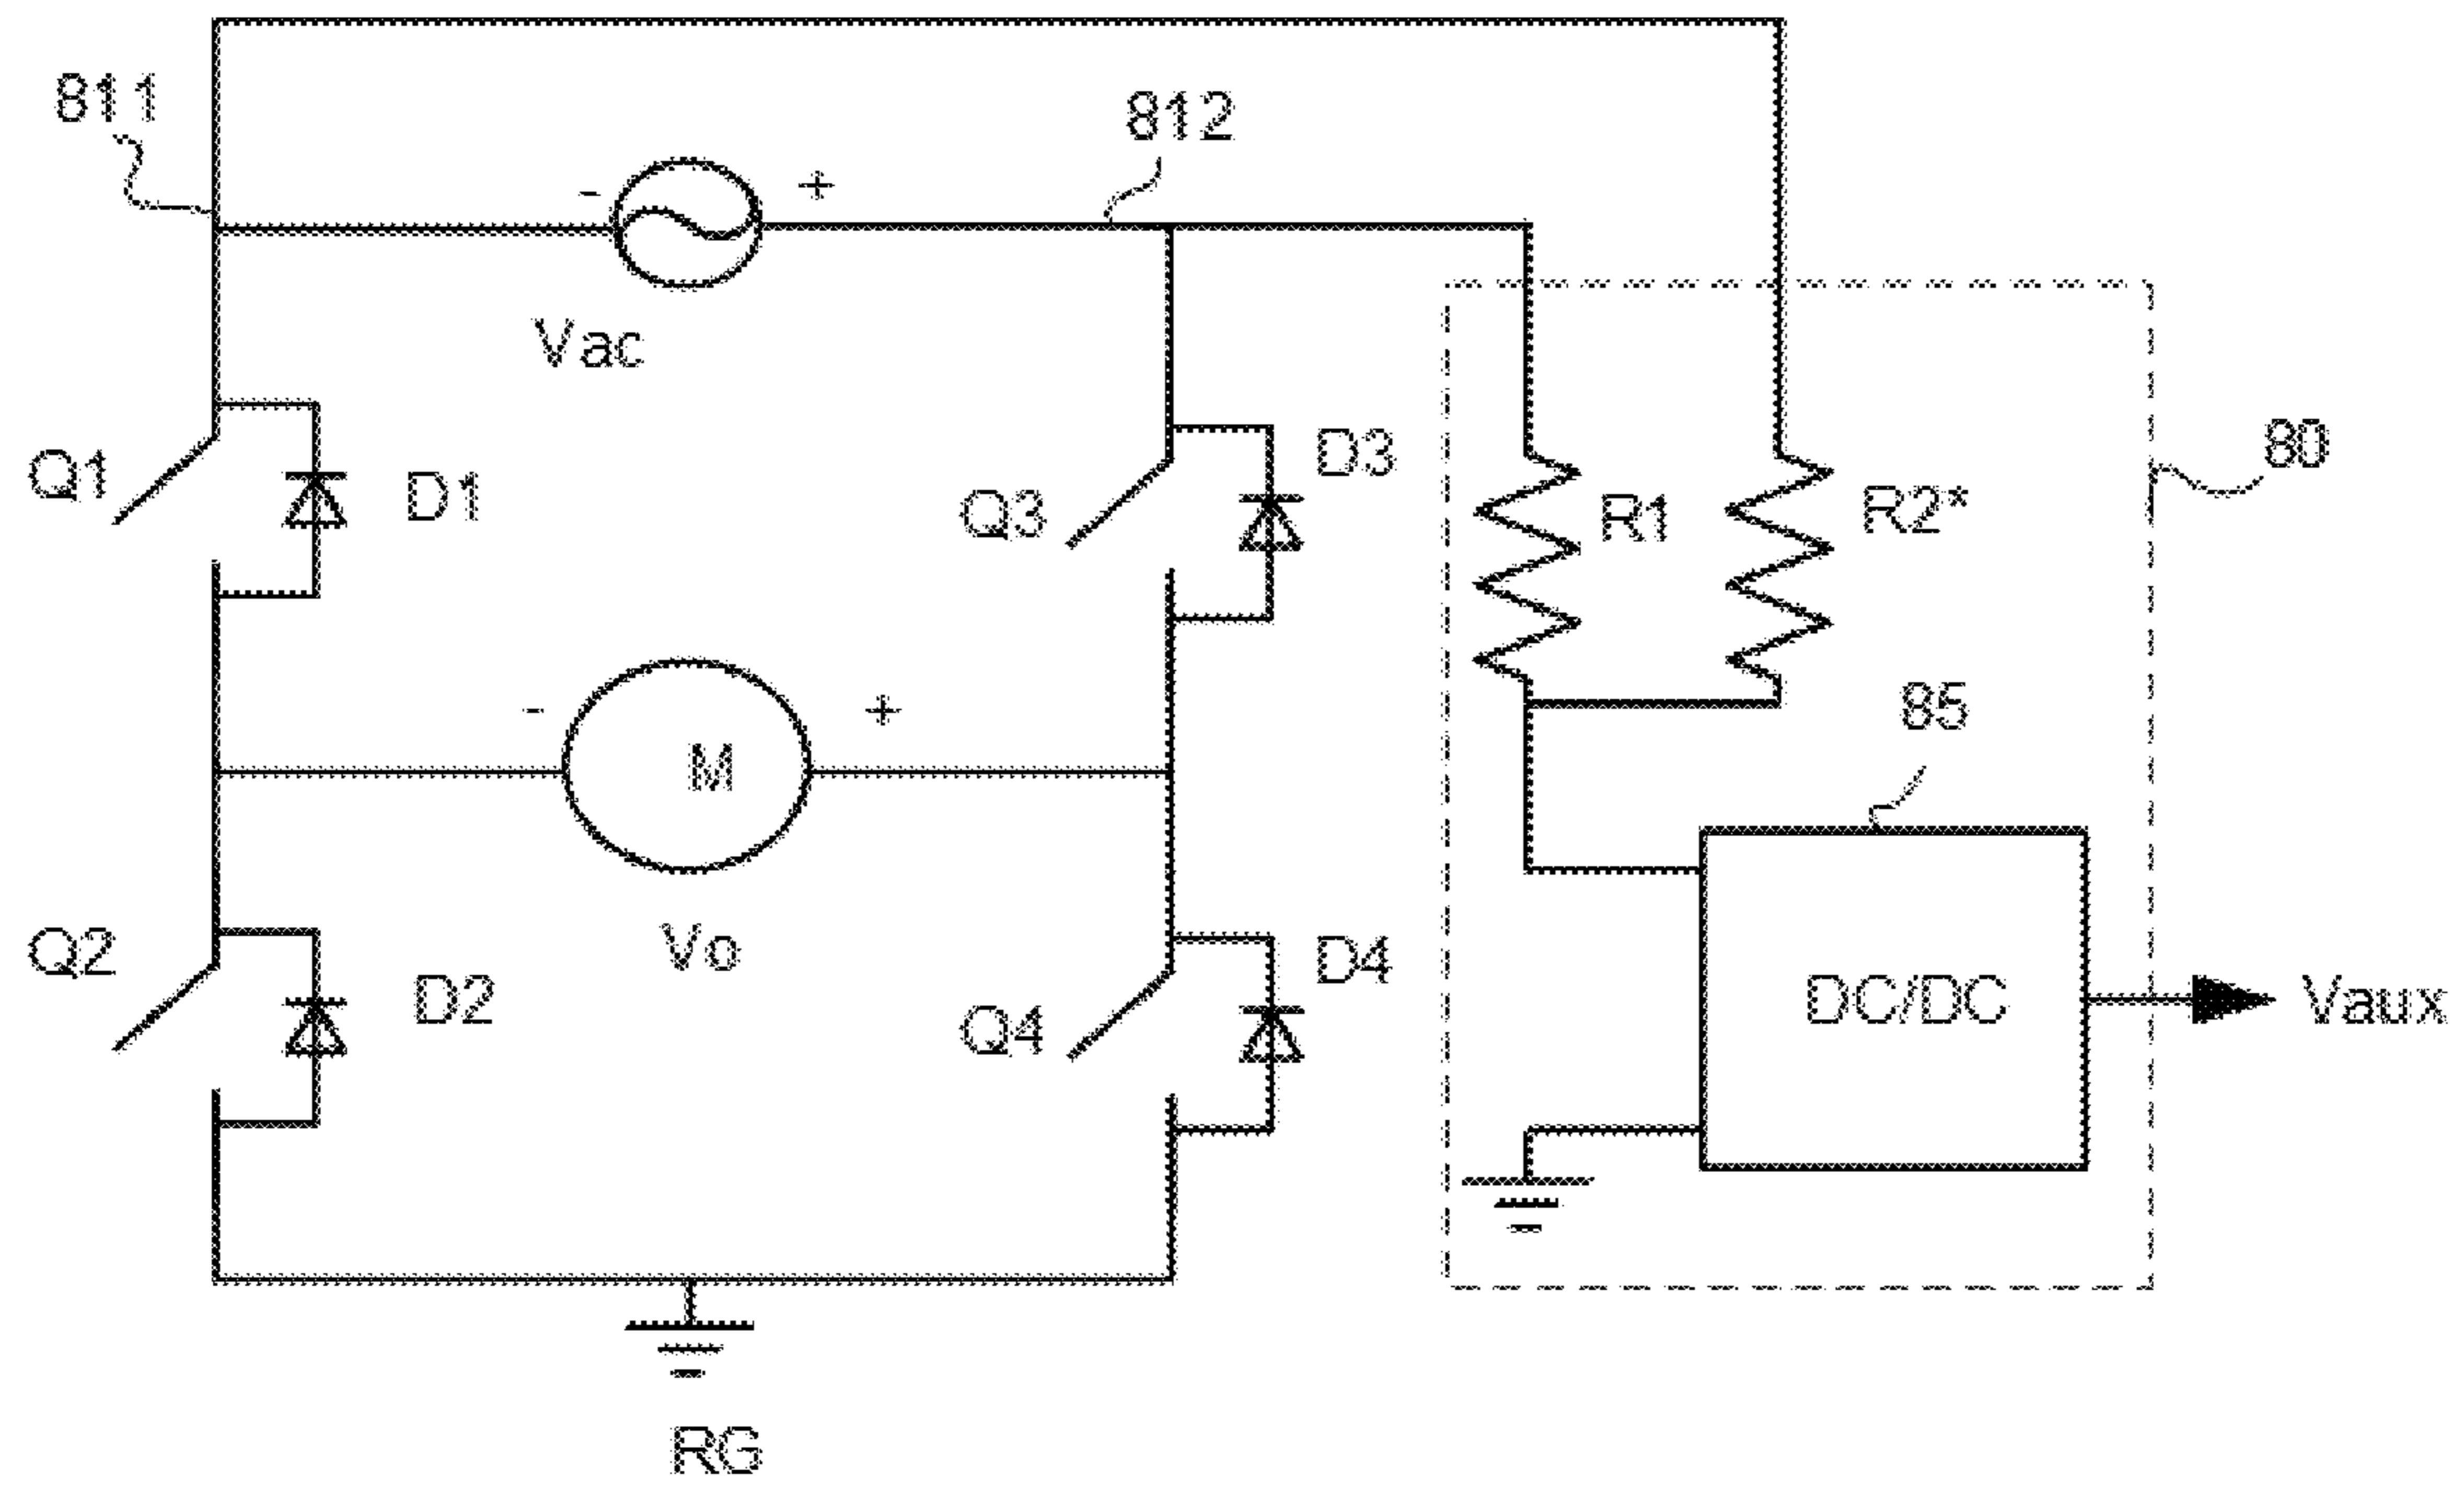 811
812
- +
Vac
Q1
D1
Q3
D3
R1
R2*
80
- +
M
Vo
85
Q2
D2
Q4
D4
DC/DC
Vaux
RG